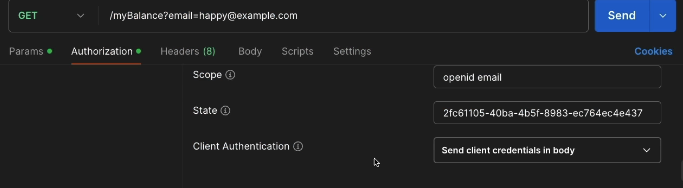 GET /myBalance?email=happy@example.com Send
Params Authorization Headers (8) Body Scripts Settings Cookies
Scope openid email
State 2fc61105-40ba-4b5f-8983-ec764ec4e437
Client Authentication Send client credentials in body